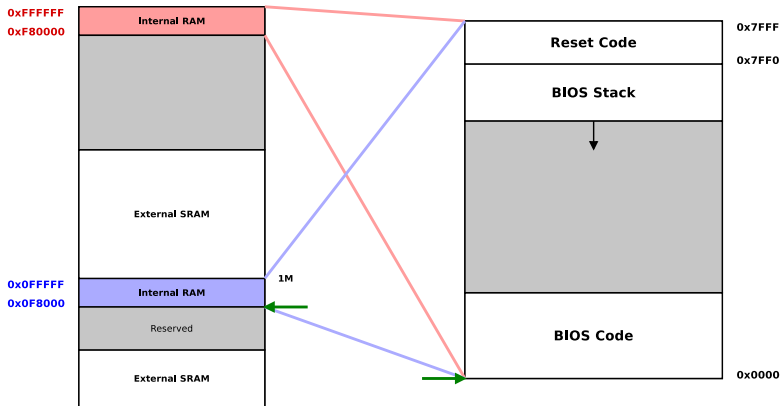 0xFFFFFF
0xF80000
Internal RAM
External SRAM
0x0FFFFF
0x0F8000
Internal RAM
1M
Reserved
External SRAM
Reset Code
0x7FFF
0x7FF0
BIOS Stack
BIOS Code
0x0000